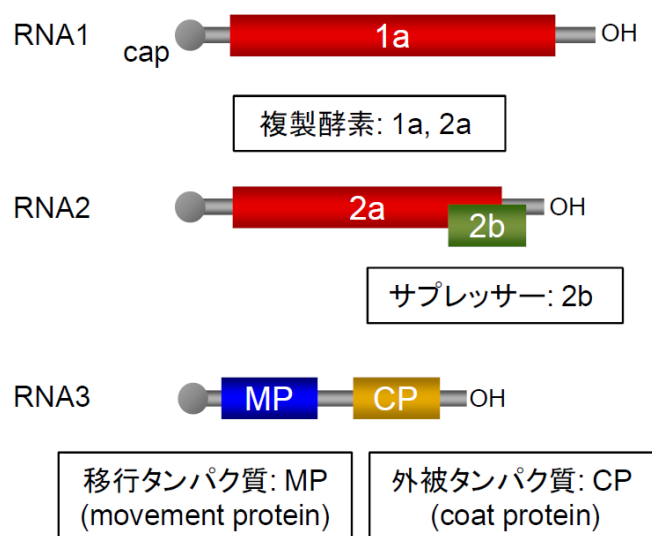 RNA1
cap
1a
OH
複製酵素: 1a, 2a
RNA2
2a
2b
OH
サプレッサー: 2b
RNA3
MP
CP
OH
移行タンパク質: MP
(movement protein)
外被タンパク質: CP
(coat protein)